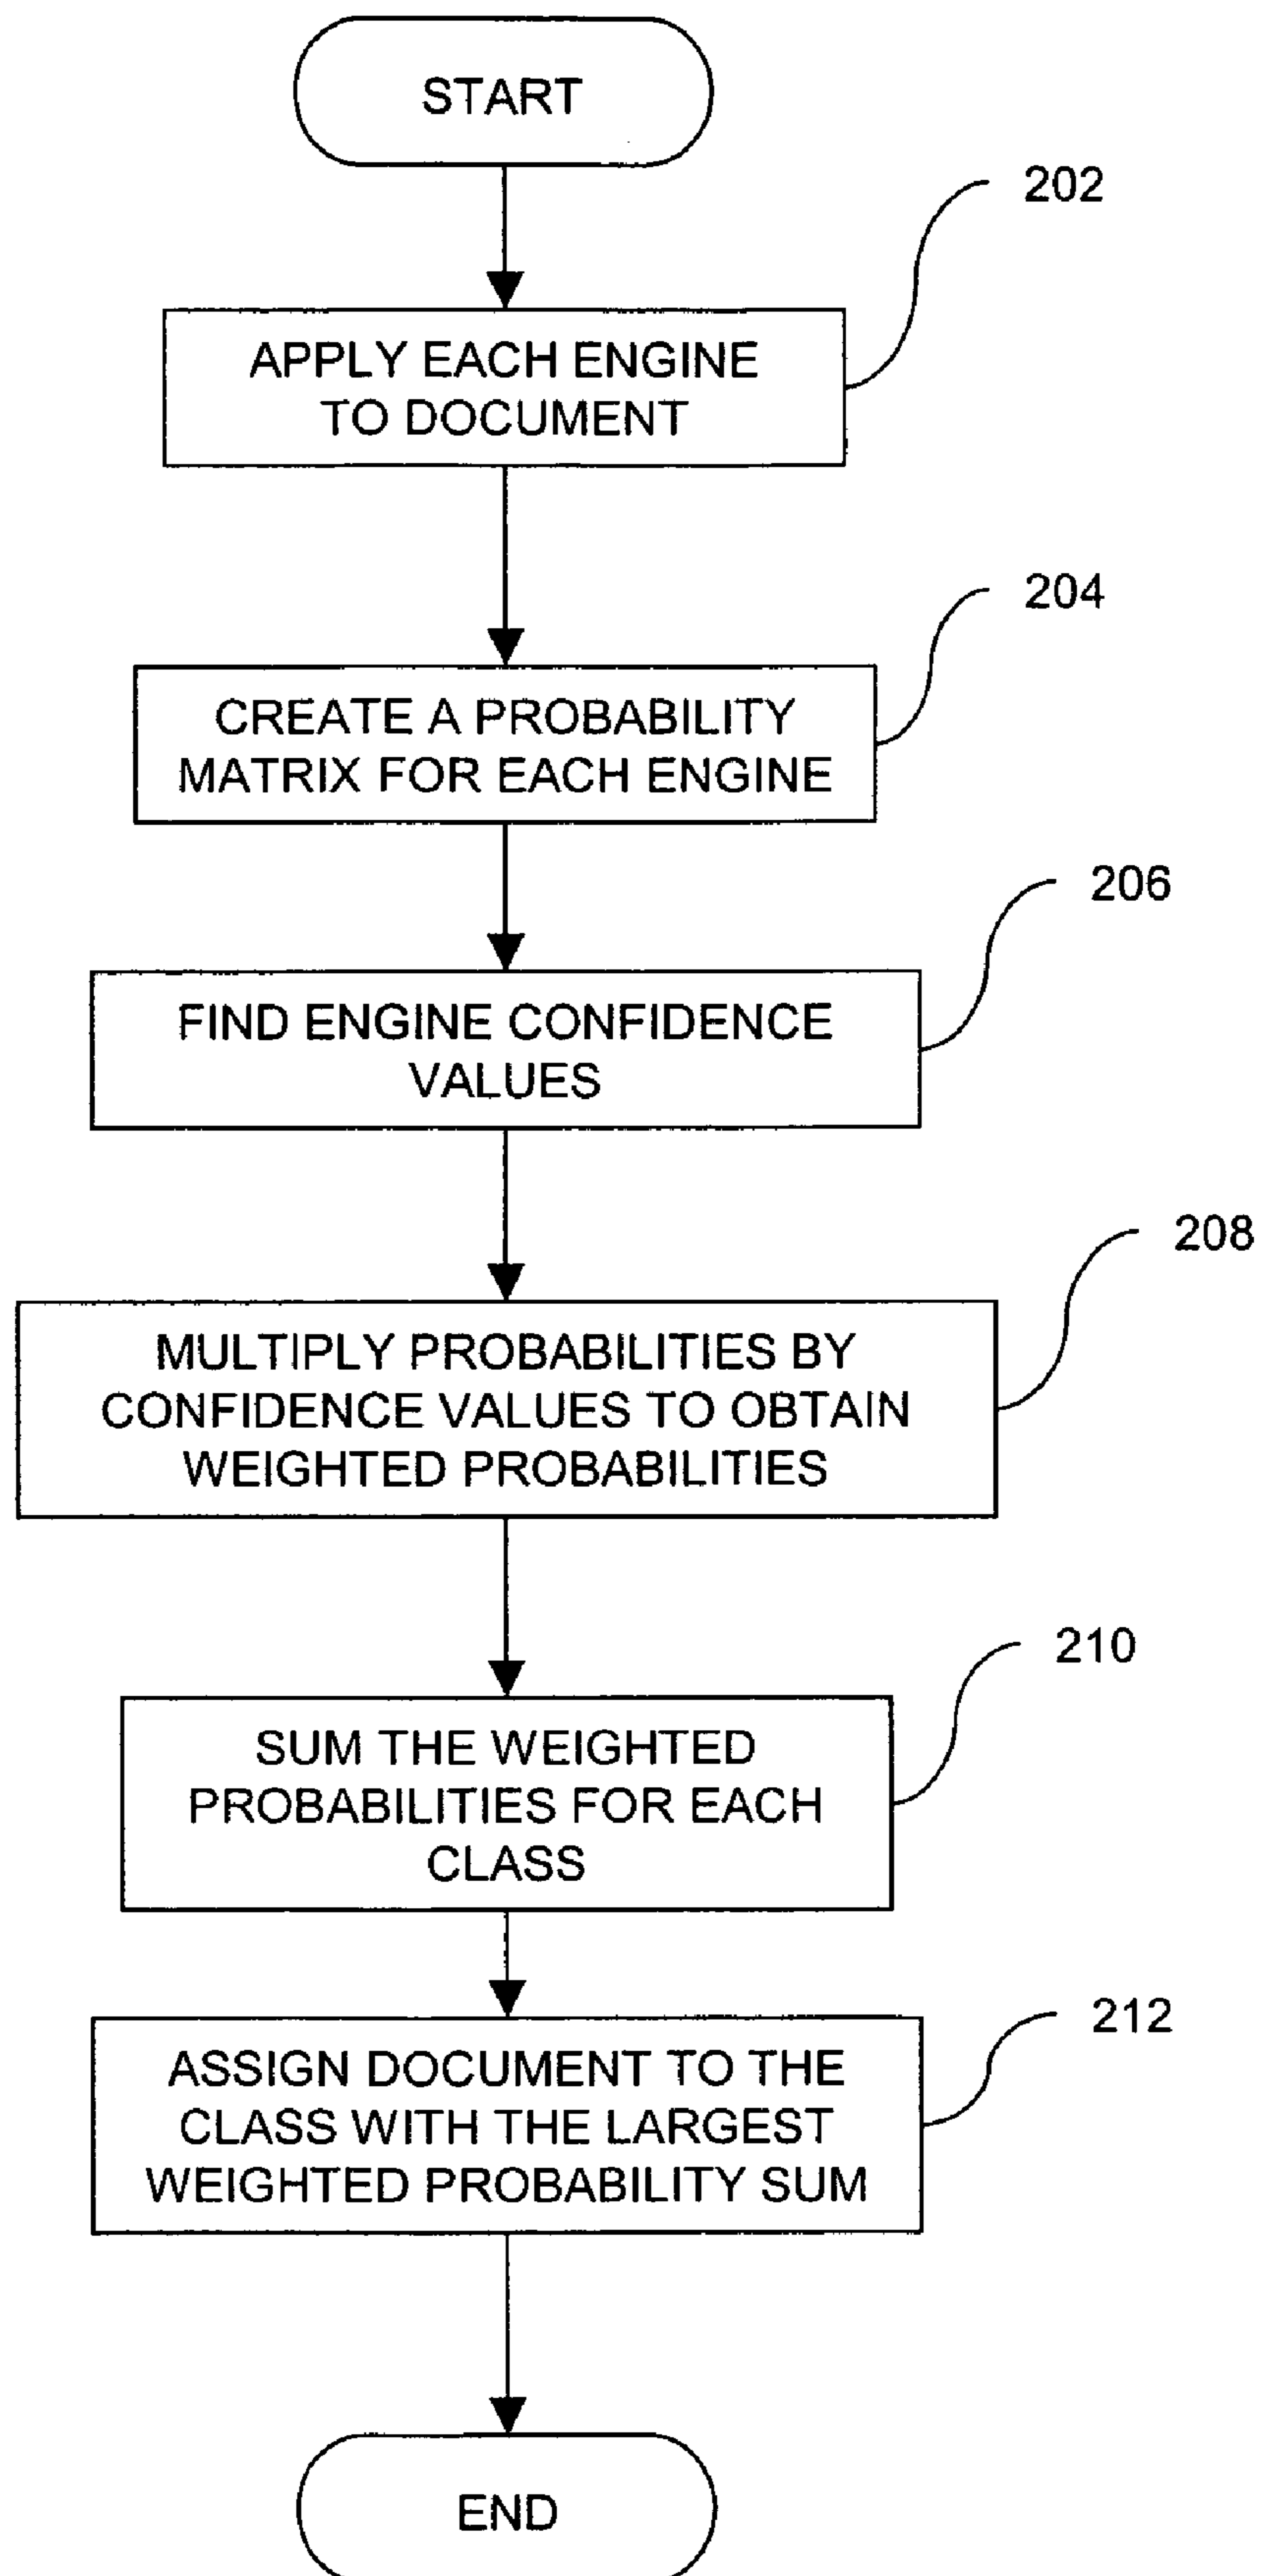 START
202
APPLY EACH ENGINE
TO DOCUMENT
204
CREATE A PROBABILITY
MATRIX FOR EACH ENGINE
206
FIND ENGINE CONFIDENCE
VALUES
208
MULTIPLY PROBABILITIES BY
CONFIDENCE VALUES TO OBTAIN
WEIGHTED PROBABILITIES
210
SUM THE WEIGHTED
PROBABILITIES FOR EACH
CLASS
212
ASSIGN DOCUMENT TO THE
CLASS WITH THE LARGEST
WEIGHTED PROBABILITY SUM
END